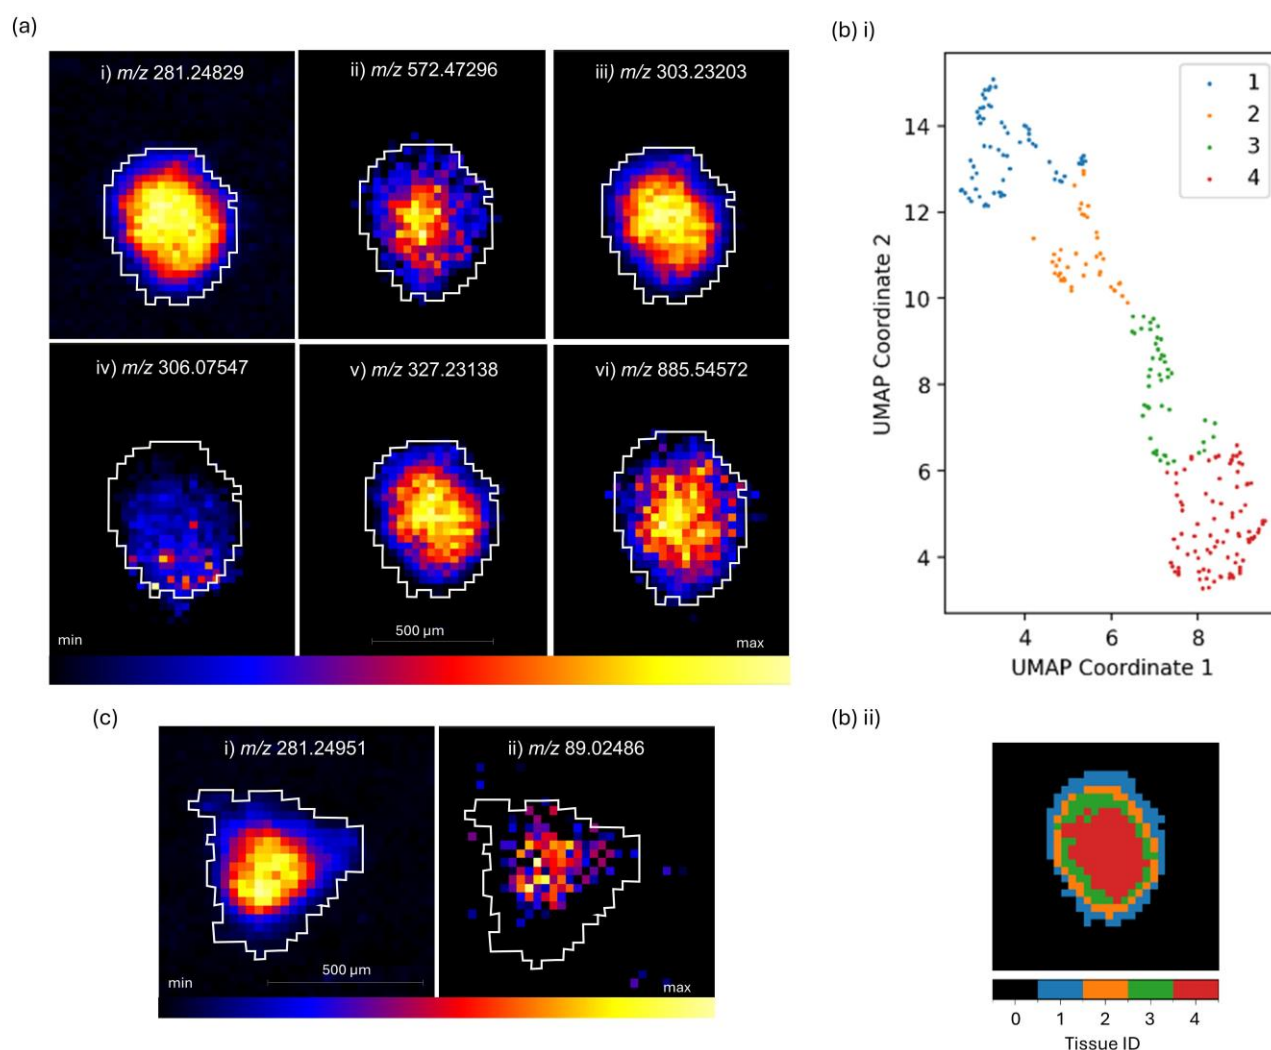 (a)
i) m/z 281.24829
ii) m/z 572.47296
iii) m/z 303.23203
iv) m/z 306.07547
v) m/z 327.23138
vi) m/z 885.54572
min
500 µm
max
(b) i)
1
2
3
4
14
12
10
8
6
4
UMAP Coordinate 2
4
6
8
UMAP Coordinate 1
(c)
i) m/z 281.24951
ii) m/z 89.02486
min
500 µm
max
(b) ii)
0 1 2 3 4
Tissue ID